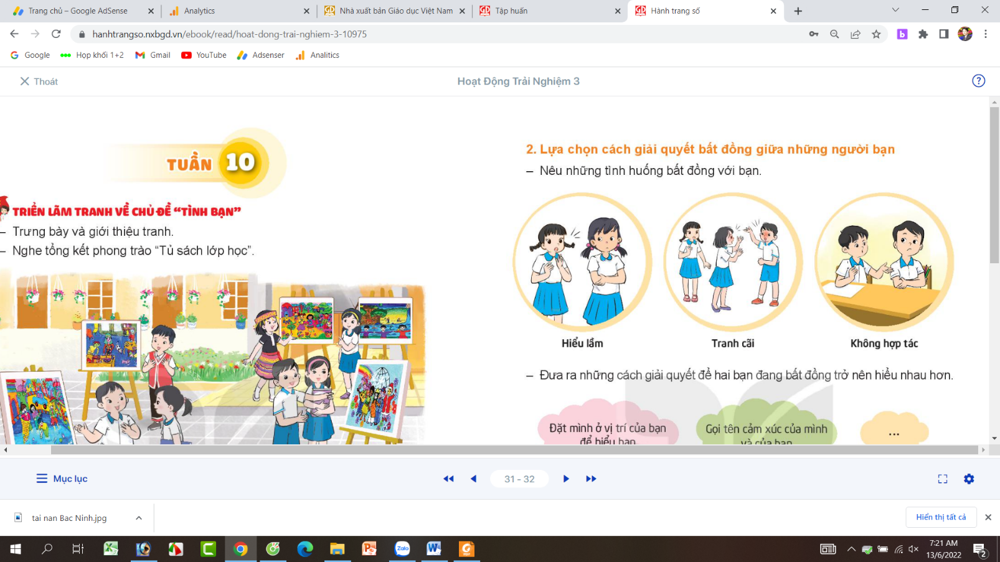 Trang chủ – Google AdSense
Analytics
Nhà xuất bản Giáo dục Việt Nam
Tập huấn
Hành trang số
hanhtrangso.nxbgd.vn/ebook/read/hoat-dong-trai-nghiem-3-10975
Google
Họp khối 1+2
Gmail
YouTube
Adsenser
Analitics
Thoát
Hoạt Động Trải Nghiệm 3
TUẦN 10
TRIỂN LÃM TRANH VỀ CHỦ ĐỀ “TÌNH BẠN”
– Trưng bày và giới thiệu tranh.
– Nghe tổng kết phong trào “Tủ sách lớp học”.
2. Lựa chọn cách giải quyết bất đồng giữa những người bạn
– Nêu những tình huống bất đồng với bạn.
Hiểu lầm
Tranh cãi
Không hợp tác
– Đưa ra những cách giải quyết để hai bạn đang bất đồng trở nên hiểu nhau hơn.
Đặt mình ở vị trí của bạn
để hiểu bạn.
Gọi tên cảm xúc của mình
và của bạn
...
Mục lục
31 - 32
tai nan Bac Ninh.jpg
Hiển thị tất cả
Zalo
7:21 AM
13/6/2022
2